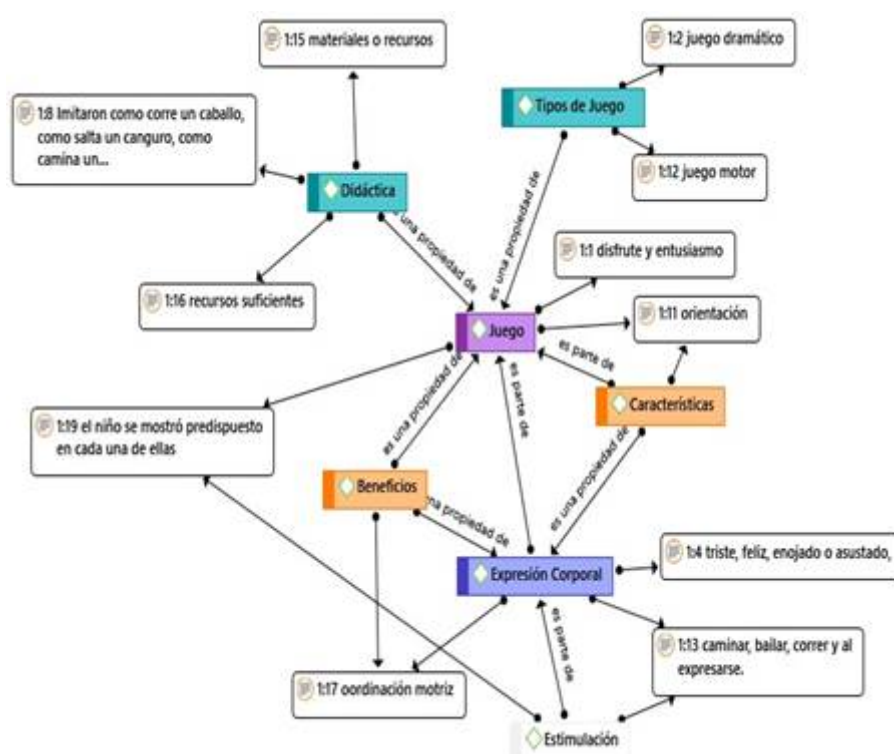 1:15 materiales o recursos
1:2 juego dramático
Tipos de Juego
1:8 Imitaron como corre un caballo,
como salta un canguro, como
camina un...
1:12 juego motor
Didáctica
es una propiedad de
una propiedad de
1:1 disfrute y entusiasmo
1:16 recursos suficientes
1:11 orientación
Juego
es parte de
es parte de
Características
1:19 el niño se mostró predispuesto
en cada una de ellas
es una propiedad de
es una propiedad de
Beneficios
una propiedad de
1:4 triste, feliz, enojado o asustado,
Expresión Corporal
1:13 caminar, bailar, correr y al
expresarse.
es parte de
1:17 oordinación motriz
Estimulación